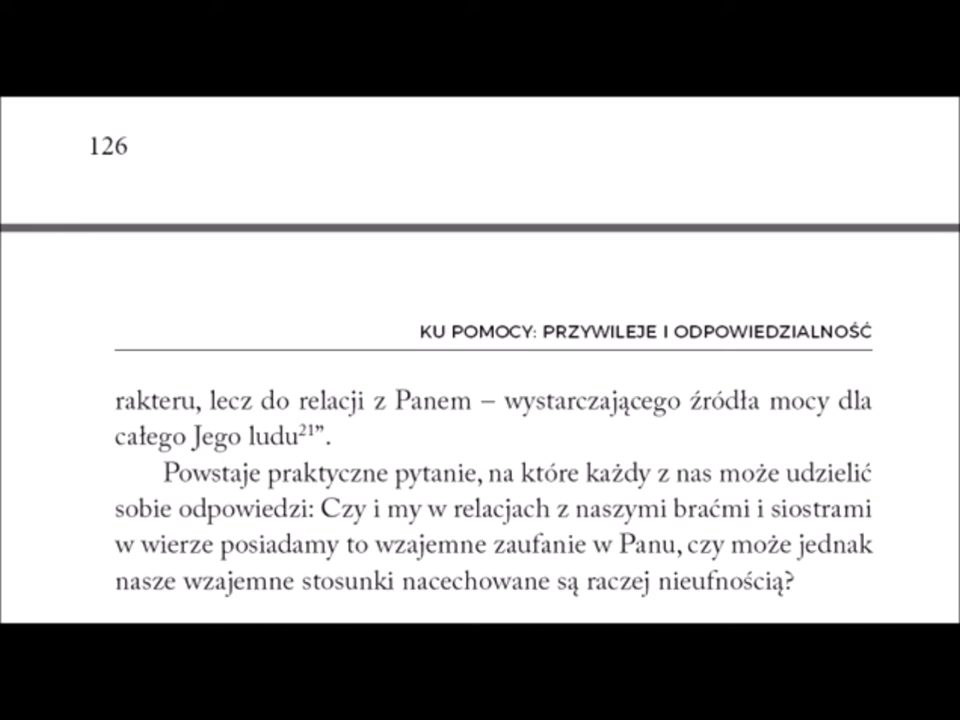 126
KU POMOCY: PRZYWILEJE I ODPOWIEDZIALNOŚĆ
rakteru, lecz do relacji z Panem – wystarczającego źródła mocy dla
całego Jego ludu²¹”.
Powstaje praktyczne pytanie, na które każdy z nas może udzielić
sobie odpowiedzi: Czy i my w relacjach z naszymi braćmi i siostrami
w wierze posiadamy to wzajemne zaufanie w Panu, czy może jednak
nasze wzajemne stosunki nacechowane są raczej nieufnością?